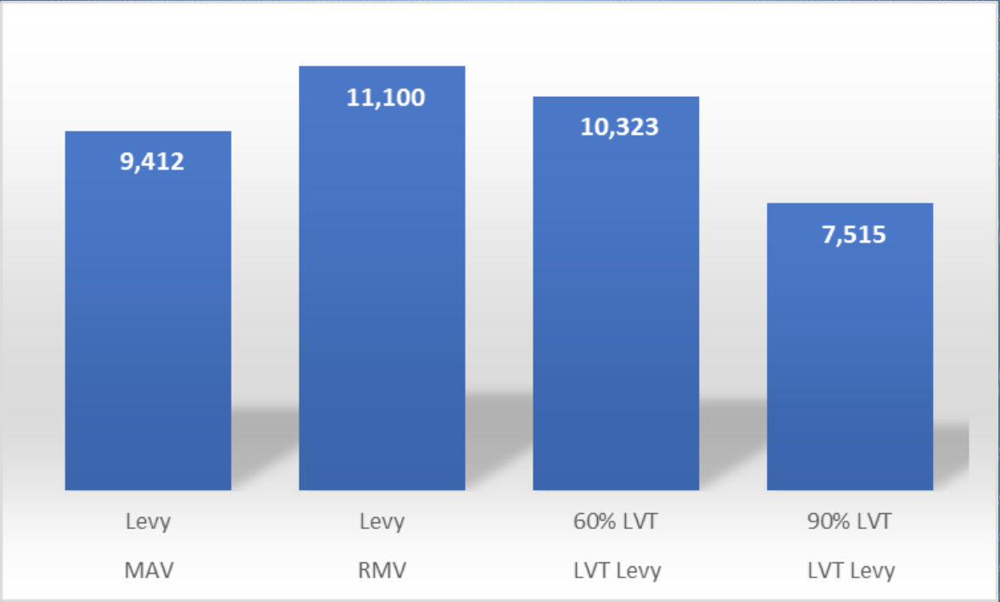 9,412
11,100
10,323
7,515
Levy Levy 60% LVT 90% LVT
MAV RMV LVT Levy LVT Levy